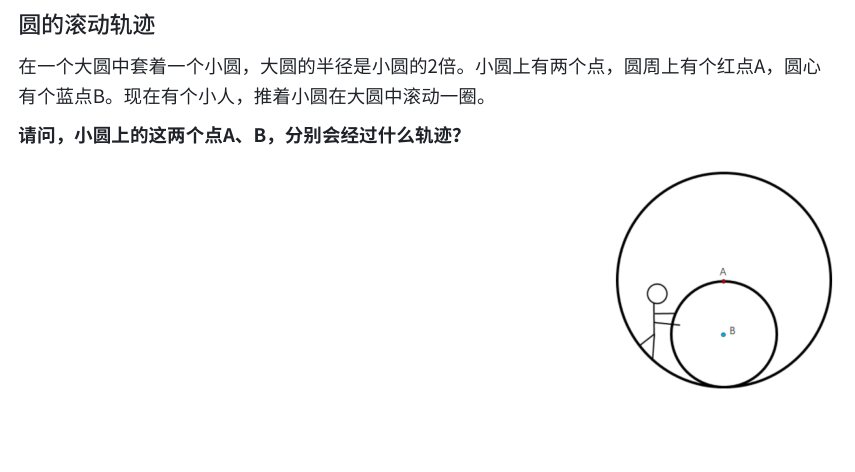 圆的滚动轨迹
在一个大圆中套着一个小圆，大圆的半径是小圆的2倍。小圆上有两个点，圆周上有个红点A，圆心
有个蓝点B。现在有个小人，推着小圆在大圆中滚动一圈。
请问，小圆上的这两个点A、B，分别会经过什么轨迹？
A
B